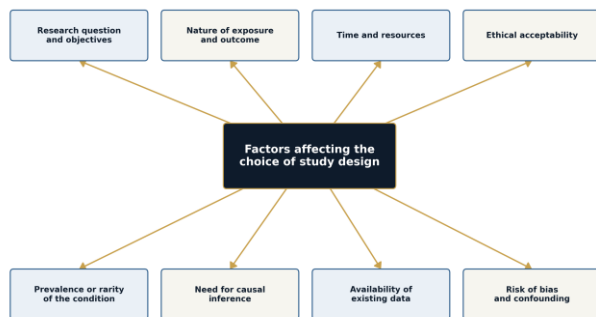 Research question
and objectives
Nature of exposure
and outcome
Time and resources
Ethical acceptability
Factors affecting the
choice of study design
Prevalence or rarity
of the condition
Need for causal
inference
Availability of
existing data
Risk of bias
and confounding